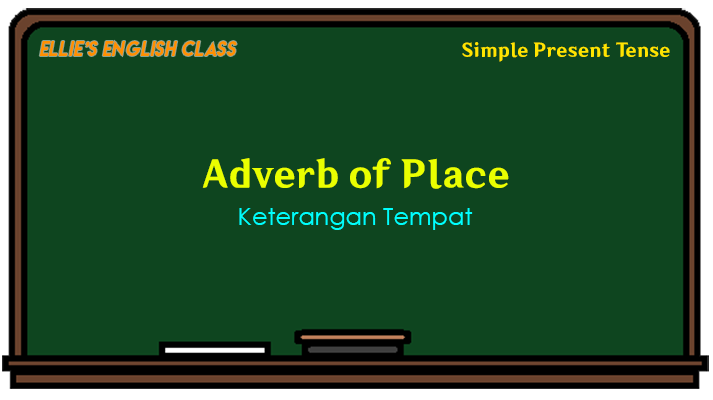 ELLIE'S ENGLISH CLASS
Simple Present Tense
Adverb of Place
Keterangan Tempat